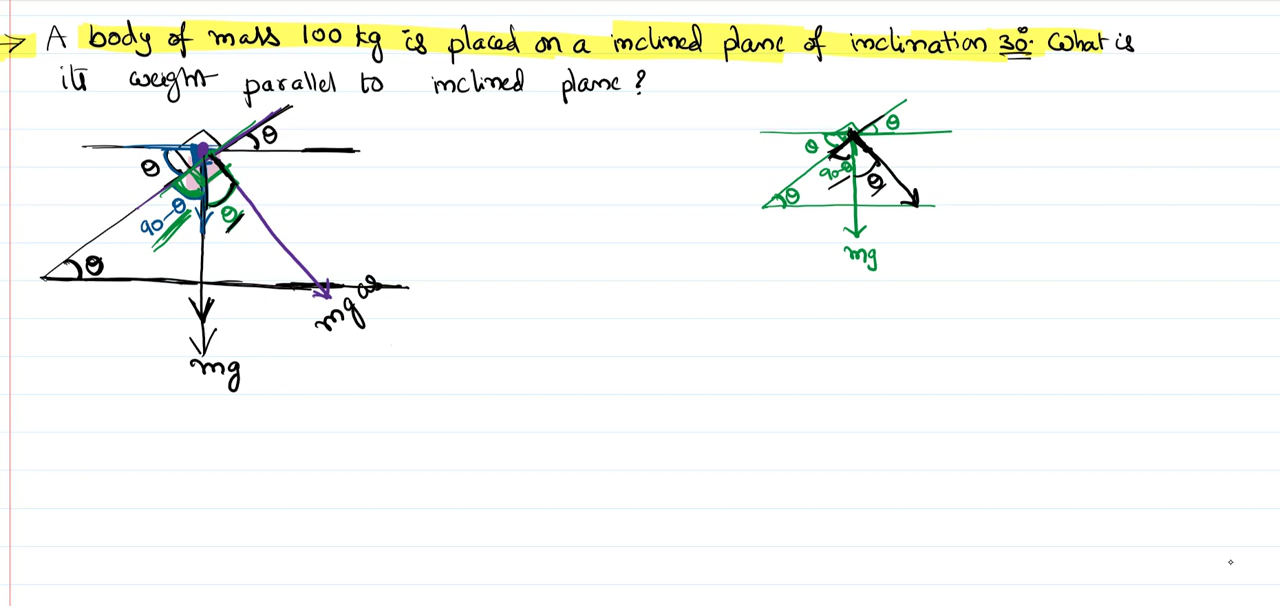 → A body of mass 100 kg is placed on a inclined plane of inclination 30°. What is
its weight parallel to inclined plane?
θ
θ
90-θ
θ
θ
mg cos
mg
θ
θ
90-θ
θ
θ
mg